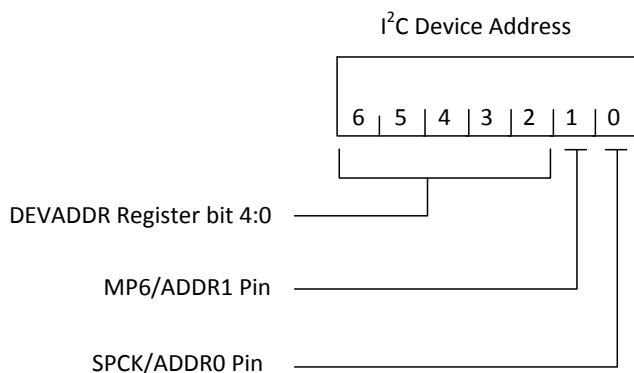 I²C Device Address
6 5 4 3 2 1 0
DEVADDR Register bit 4:0
MP6/ADDR1 Pin
SPCK/ADDR0 Pin